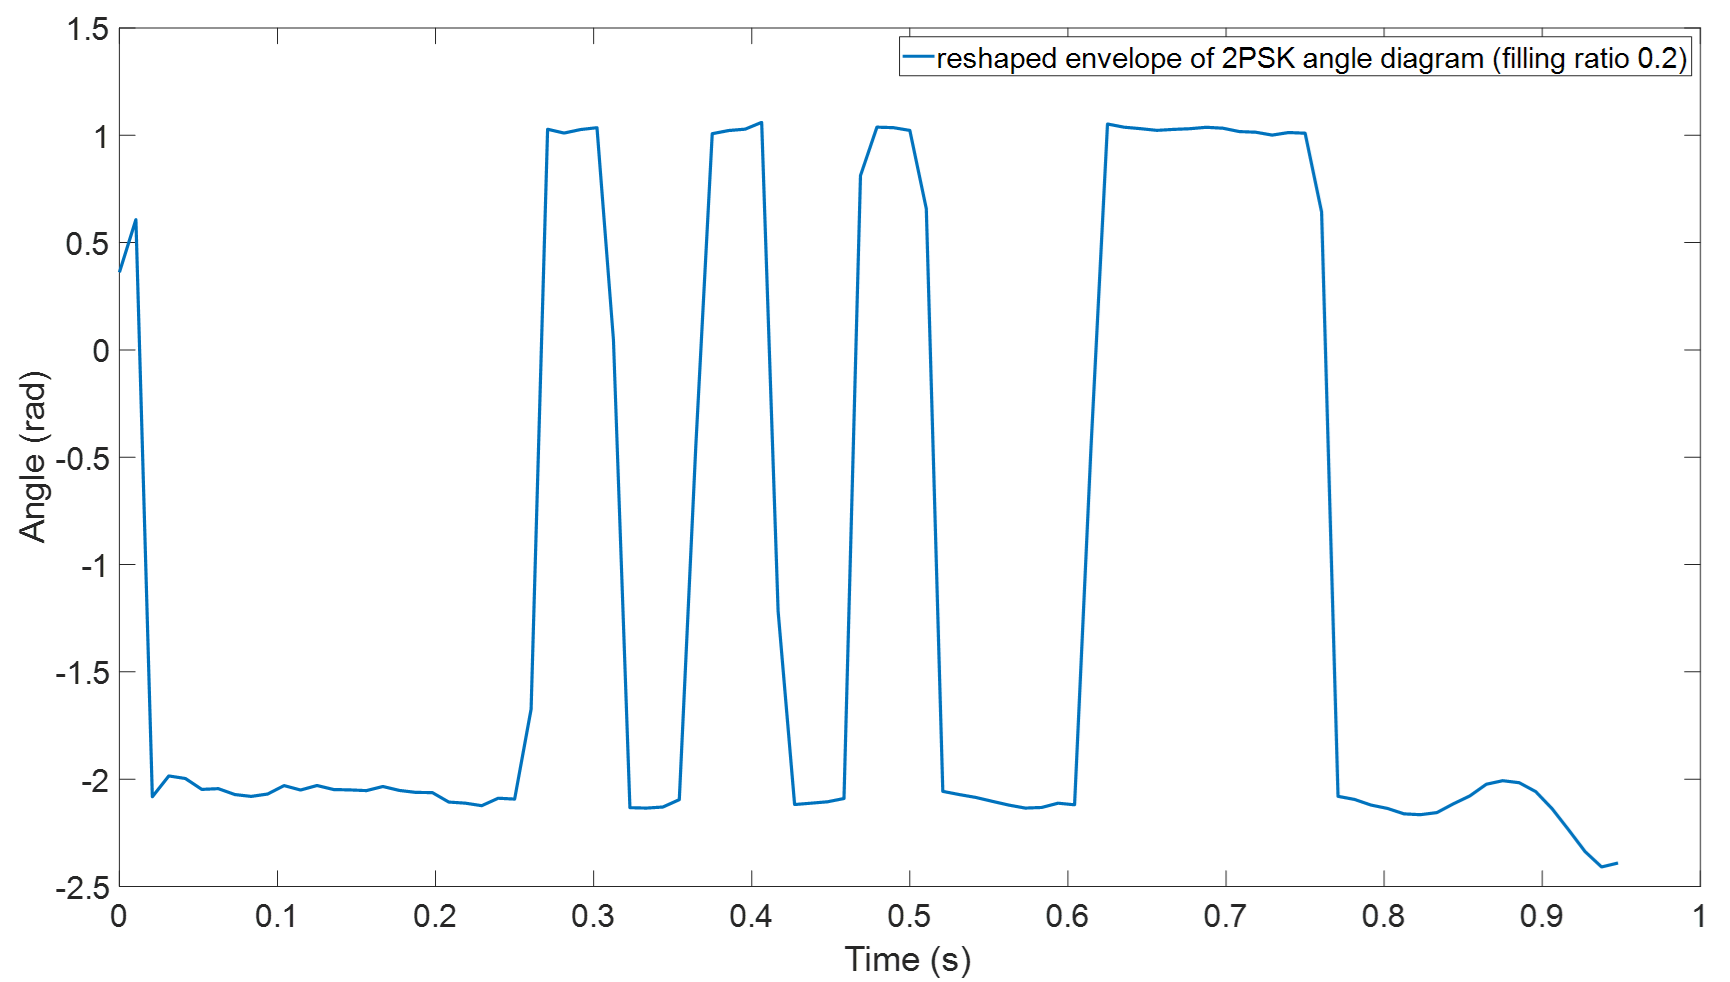 reshaped envelope of 2PSK angle diagram (filling ratio 0.2)
1.5
1
0.5
0
-0.5
-1
-1.5
-2
-2.5
Angle (rad)
0 0.1 0.2 0.3 0.4 0.5 0.6 0.7 0.8 0.9 1
Time (s)